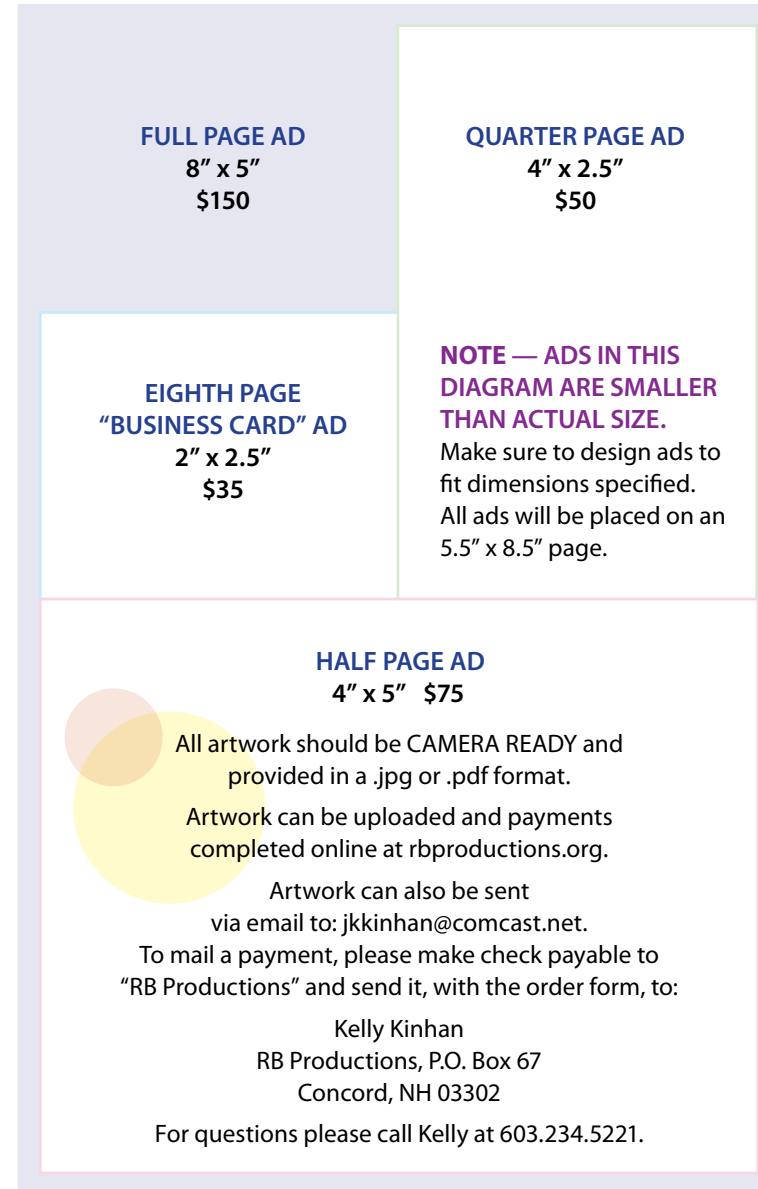 FULL PAGE AD
8” x 5”
$150
QUARTER PAGE AD
4” x 2.5”
$50
NOTE — ADS IN THIS
DIAGRAM ARE SMALLER
THAN ACTUAL SIZE.
Make sure to design ads to
fit dimensions specified.
All ads will be placed on an
5.5” x 8.5” page.
EIGHTH PAGE
“BUSINESS CARD” AD
2” x 2.5”
$35
HALF PAGE AD
4” x 5” $75
All artwork should be CAMERA READY and
provided in a .jpg or .pdf format.
Artwork can be uploaded and payments
completed online at rbproductions.org.
Artwork can also be sent
via email to: jkkinhan@comcast.net.
To mail a payment, please make check payable to
“RB Productions” and send it, with the order form, to:
Kelly Kinhan
RB Productions, P.O. Box 67
Concord, NH 03302
For questions please call Kelly at 603.234.5221.